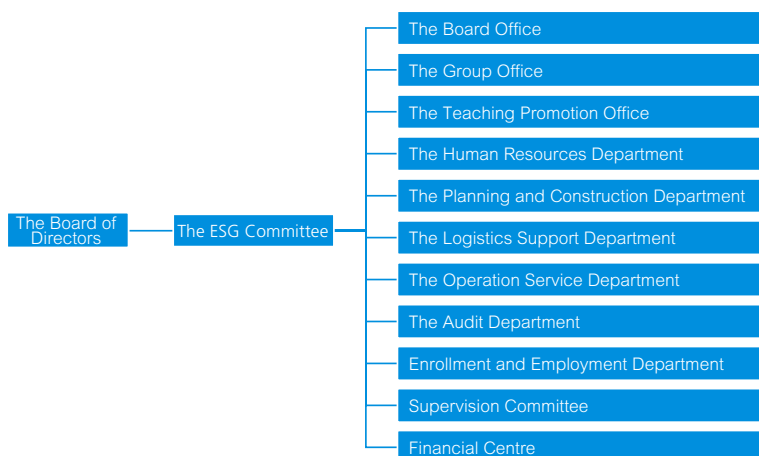 The Board of
Directors
The ESG Committee
The Board Office
The Group Office
The Teaching Promotion Office
The Human Resources Department
The Planning and Construction Department
The Logistics Support Department
The Operation Service Department
The Audit Department
Enrollment and Employment Department
Supervision Committee
Financial Centre